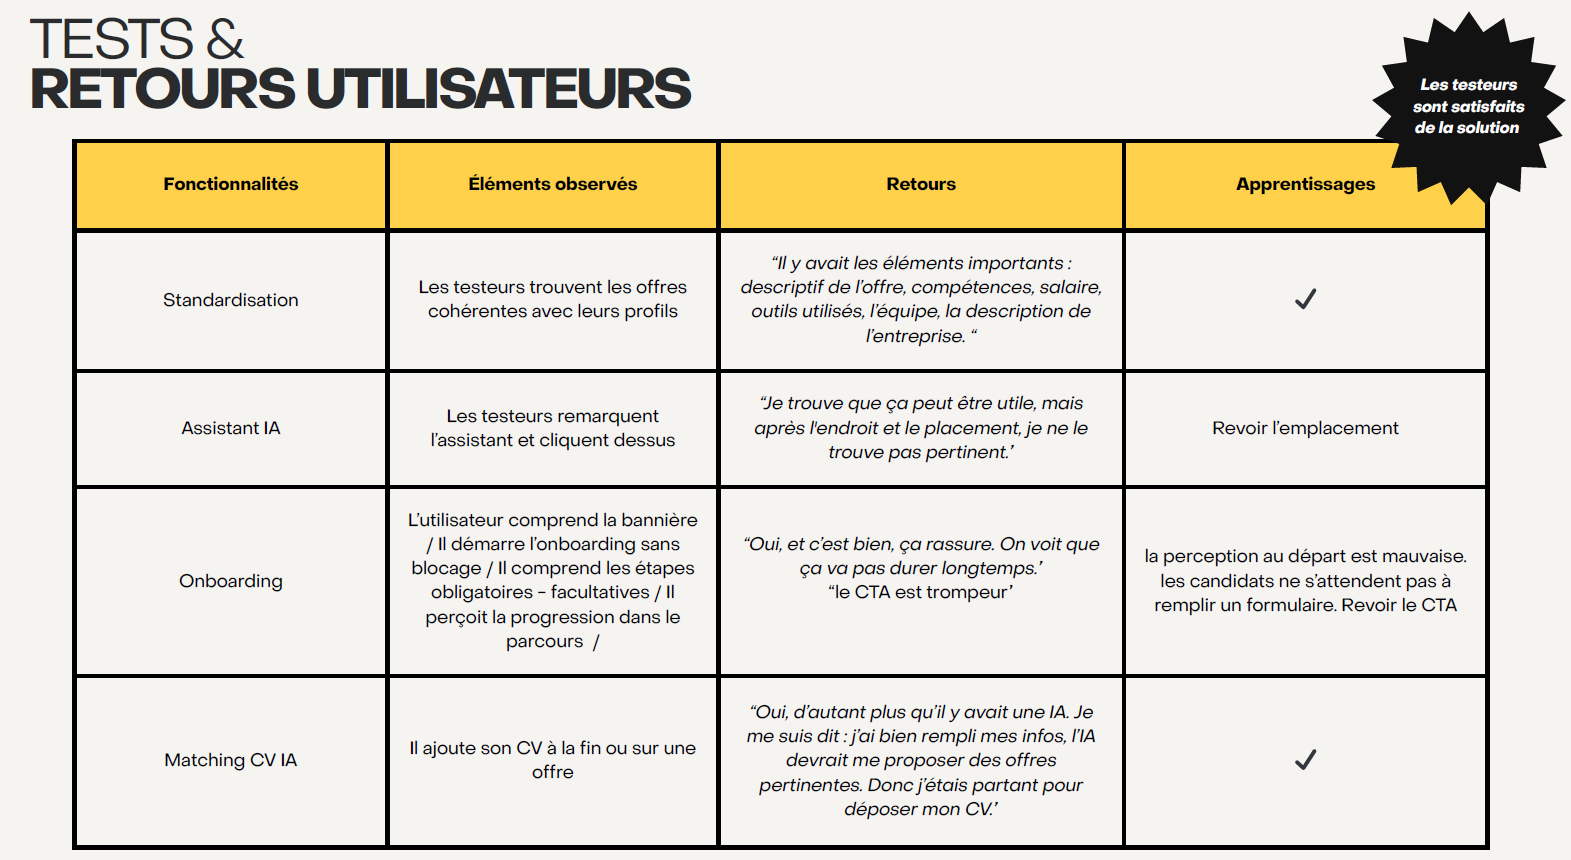 TESTS &
RETOURS UTILISATEURS
Les testeurs
sont satisfaits
de la solution
Fonctionnalités
Éléments observés
Retours
Apprentissages
Standardisation
Les testeurs trouvent les offres
cohérentes avec leurs profils
“Il y avait les éléments importants :
descriptif de l’offre, compétences, salaire,
outils utilisés, l’équipe, la description de
l’entreprise. “
✓
Assistant IA
Les testeurs remarquent
l’assistant et cliquent dessus
“Je trouve que ça peut être utile, mais
après l'endroit et le placement, je ne le
trouve pas pertinent.’
Revoir l’emplacement
Onboarding
L’utilisateur comprend la bannière
/ Il démarre l’onboarding sans
blocage / Il comprend les étapes
obligatoires - facultatives / Il
perçoit la progression dans le
parcours /
“Oui, et c’est bien, ça rassure. On voit que
ça va pas durer longtemps.’
“le CTA est trompeur’
la perception au départ est mauvaise.
les candidats ne s’attendent pas à
remplir un formulaire. Revoir le CTA
Matching CV IA
Il ajoute son CV à la fin ou sur une
offre
“Oui, d’autant plus qu’il y avait une IA. Je
me suis dit : j’ai bien rempli mes infos, l’IA
devrait me proposer des offres
pertinentes. Donc j’étais partant pour
déposer mon CV.’
✓